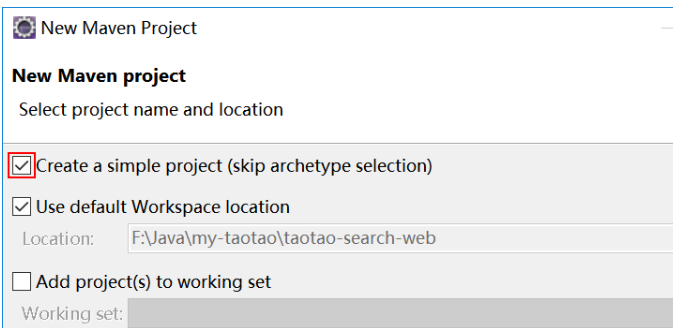 New Maven Project
New Maven project
Select project name and location
Create a simple project (skip archetype selection)
Use default Workspace location
Location: F:\Java\my-taotao\taotao-search-web
Add project(s) to working set
Working set: